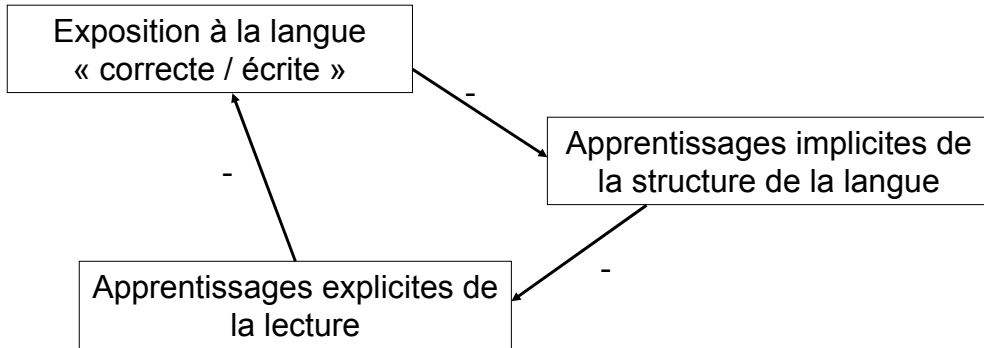 Exposition à la langue
« correcte / écrite »
-
Apprentissages implicites de
la structure de la langue
-
-
Apprentissages explicites de
la lecture